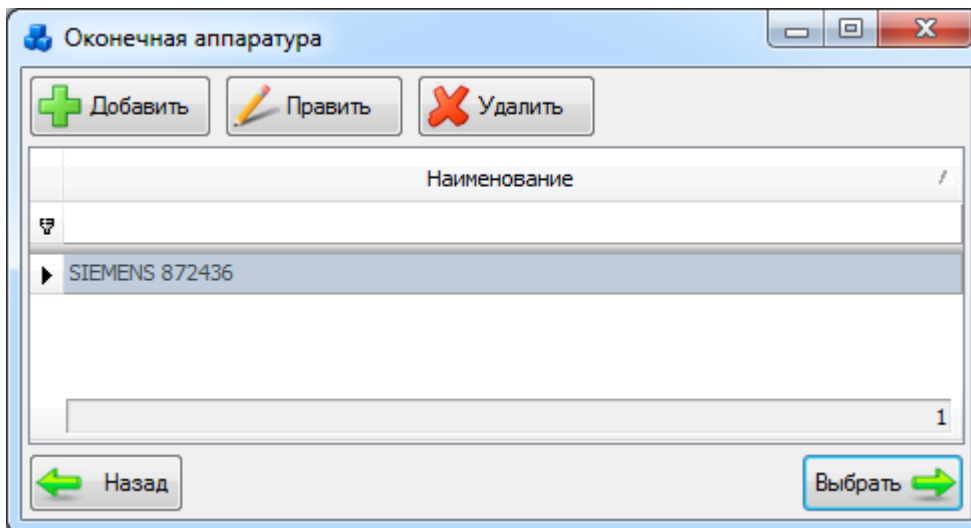 Оконечная аппаратура
Добавить Править Удалить
Наименование
SIEMENS 872436
1
Назад Выбрать